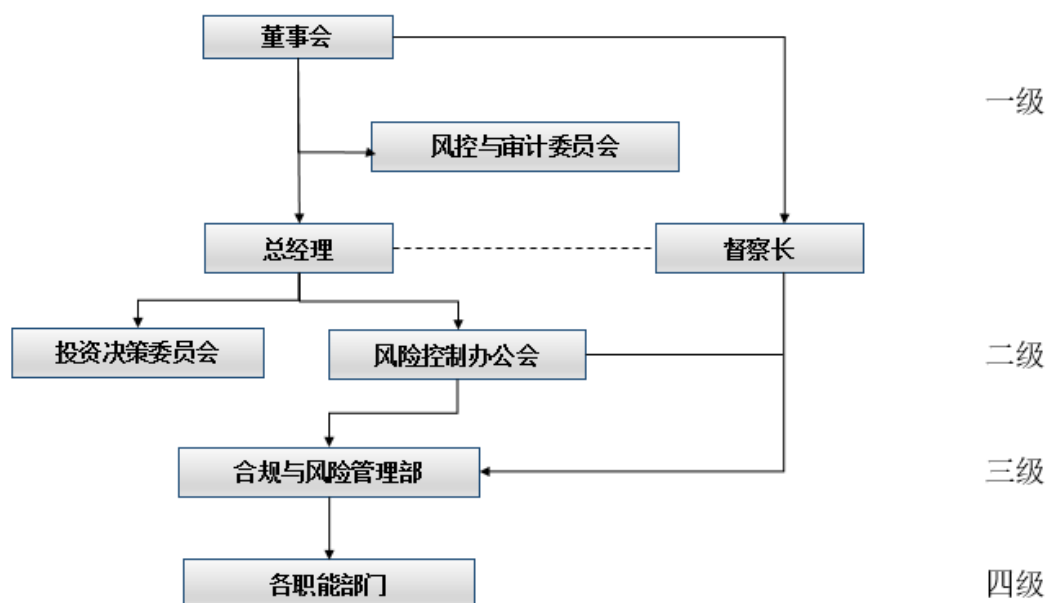 董事会
一级
风控与审计委员会
总经理
督察长
投资决策委员会
风险控制办公会
二级
合规与风险管理部
三级
各职能部门
四级